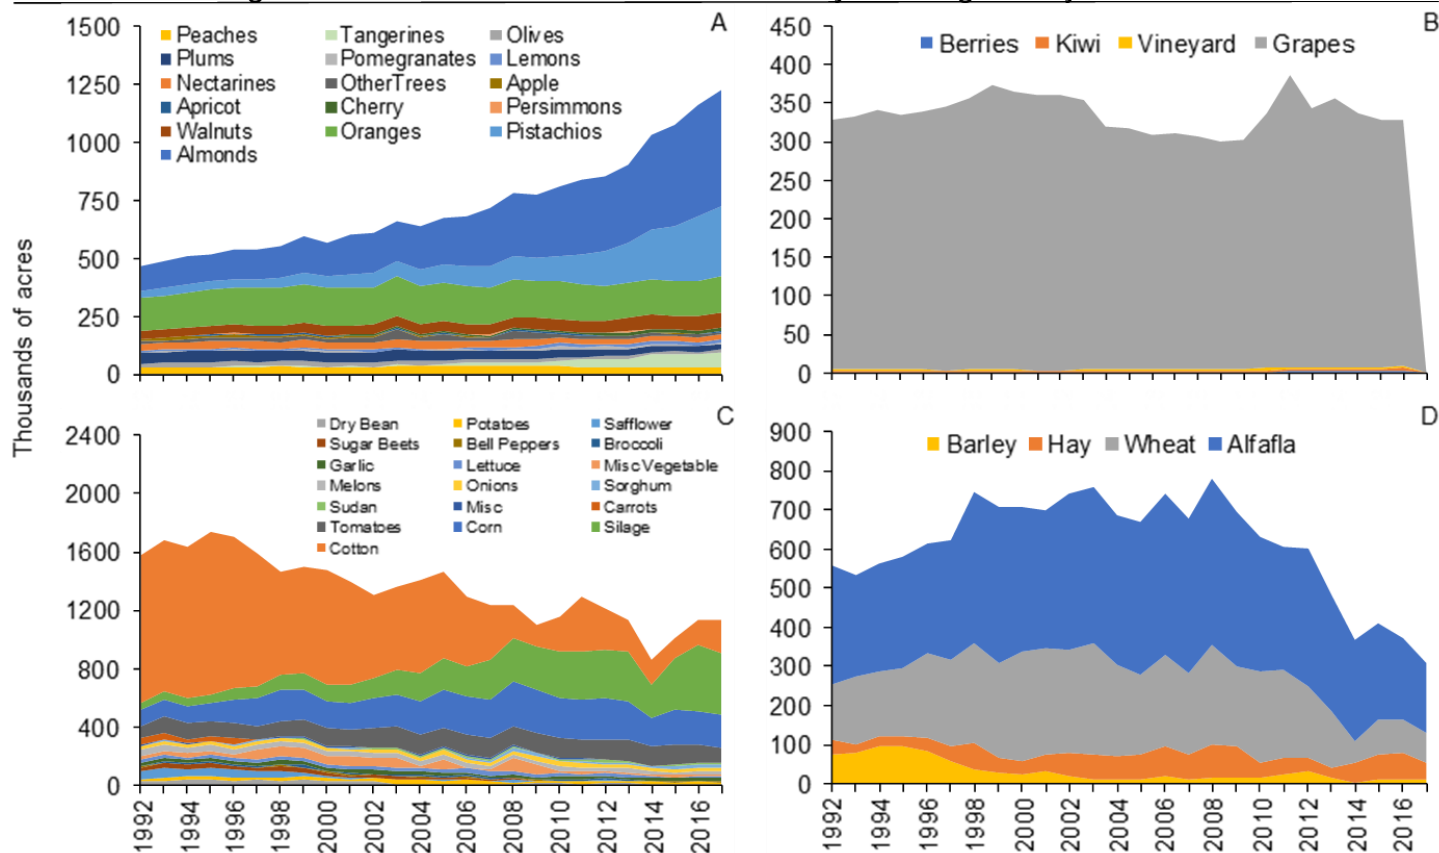 A
Peaches Tangerines Olives
Plums Pomegranates Lemons
Nectarines OtherTrees Apple
Apricot Cherry Persimmons
Walnuts Oranges Pistachios
Almonds
1500
1250
1000
750
500
250
0
B
Berries Kiwi Vineyard Grapes
450
400
350
300
250
200
150
100
50
0
Thousands of acres
C
Dry Bean Potatoes Safflower
Sugar Beets Bell Peppers Broccoli
Garlic Lettuce Misc Vegetable
Melons Onions Sorghum
Sudan Misc Carrots
Tomatoes Corn Silage
Cotton
2400
2000
1600
1200
800
400
0
1992 1994 1996 1998 2000 2002 2004 2006 2008 2010 2012 2014 2016
D
Barley Hay Wheat Alfafla
900
800
700
600
500
400
300
200
100
0
1992 1994 1996 1998 2000 2002 2004 2006 2008 2010 2012 2014 2016